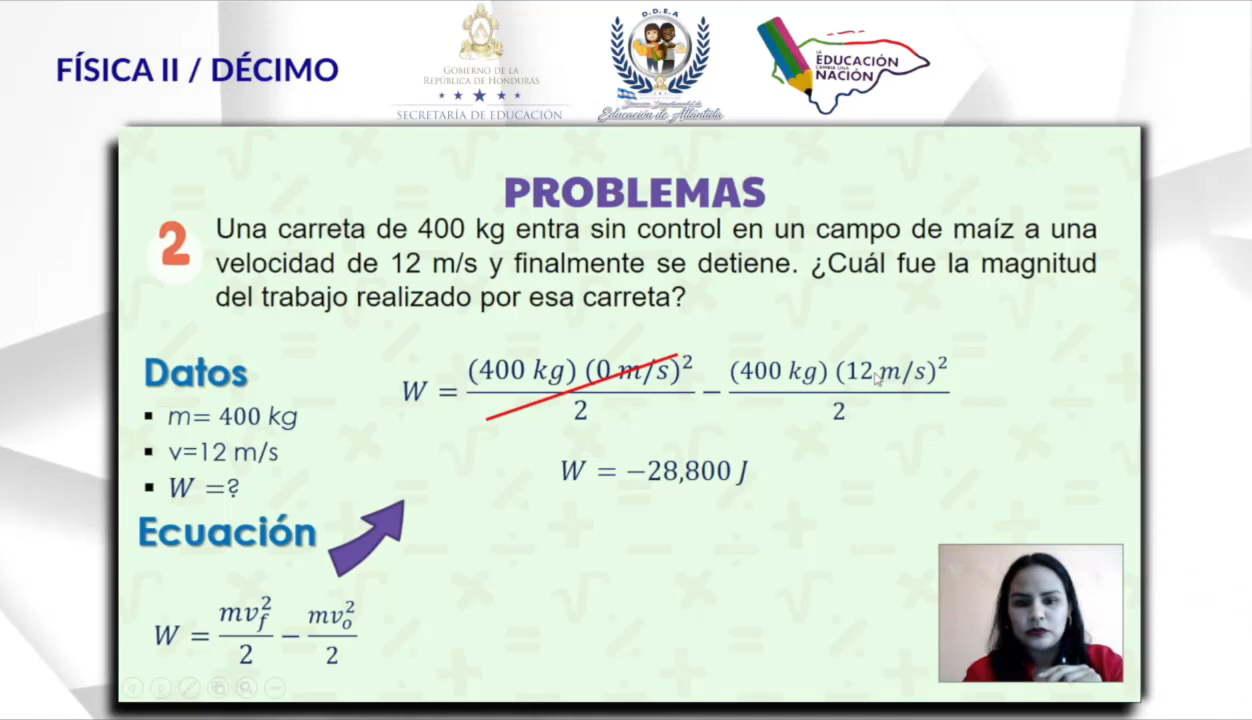 FÍSICA II / DÉCIMO
GOBIERNO DE LA
REPÚBLICA DE HONDURAS
SECRETARÍA DE EDUCACIÓN
D.D.E.A
Educación de Atlántida
LA
EDUCACIÓN
CAMBIA UNA
NACIÓN
PROBLEMAS
2
Una carreta de 400 kg entra sin control en un campo de maíz a una
velocidad de 12 m/s y finalmente se detiene. ¿Cuál fue la magnitud
del trabajo realizado por esa carreta?
Datos
▪ m= 400 kg
▪ v=12 m/s
▪ W =?
W = (400 kg) (0 m/s)²/2 − (400 kg) (12 m/s)²/2
W = −28,800 J
Ecuación
W = mv_f²/2 − mv_o²/2